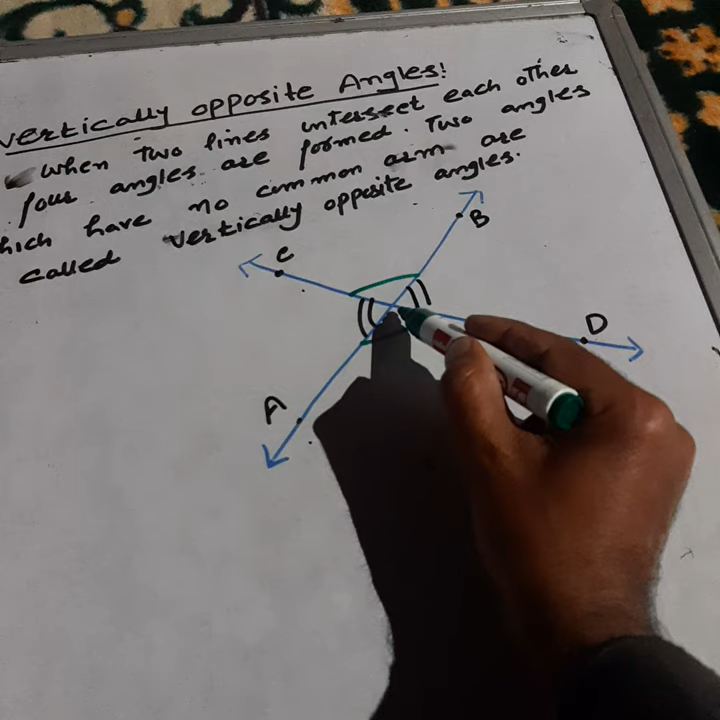 Vertically opposite Angles!
When two lines intersect each other
four angles are formed. Two angles
which have no common arm are
called vertically opposite angles.
B
C
D
A